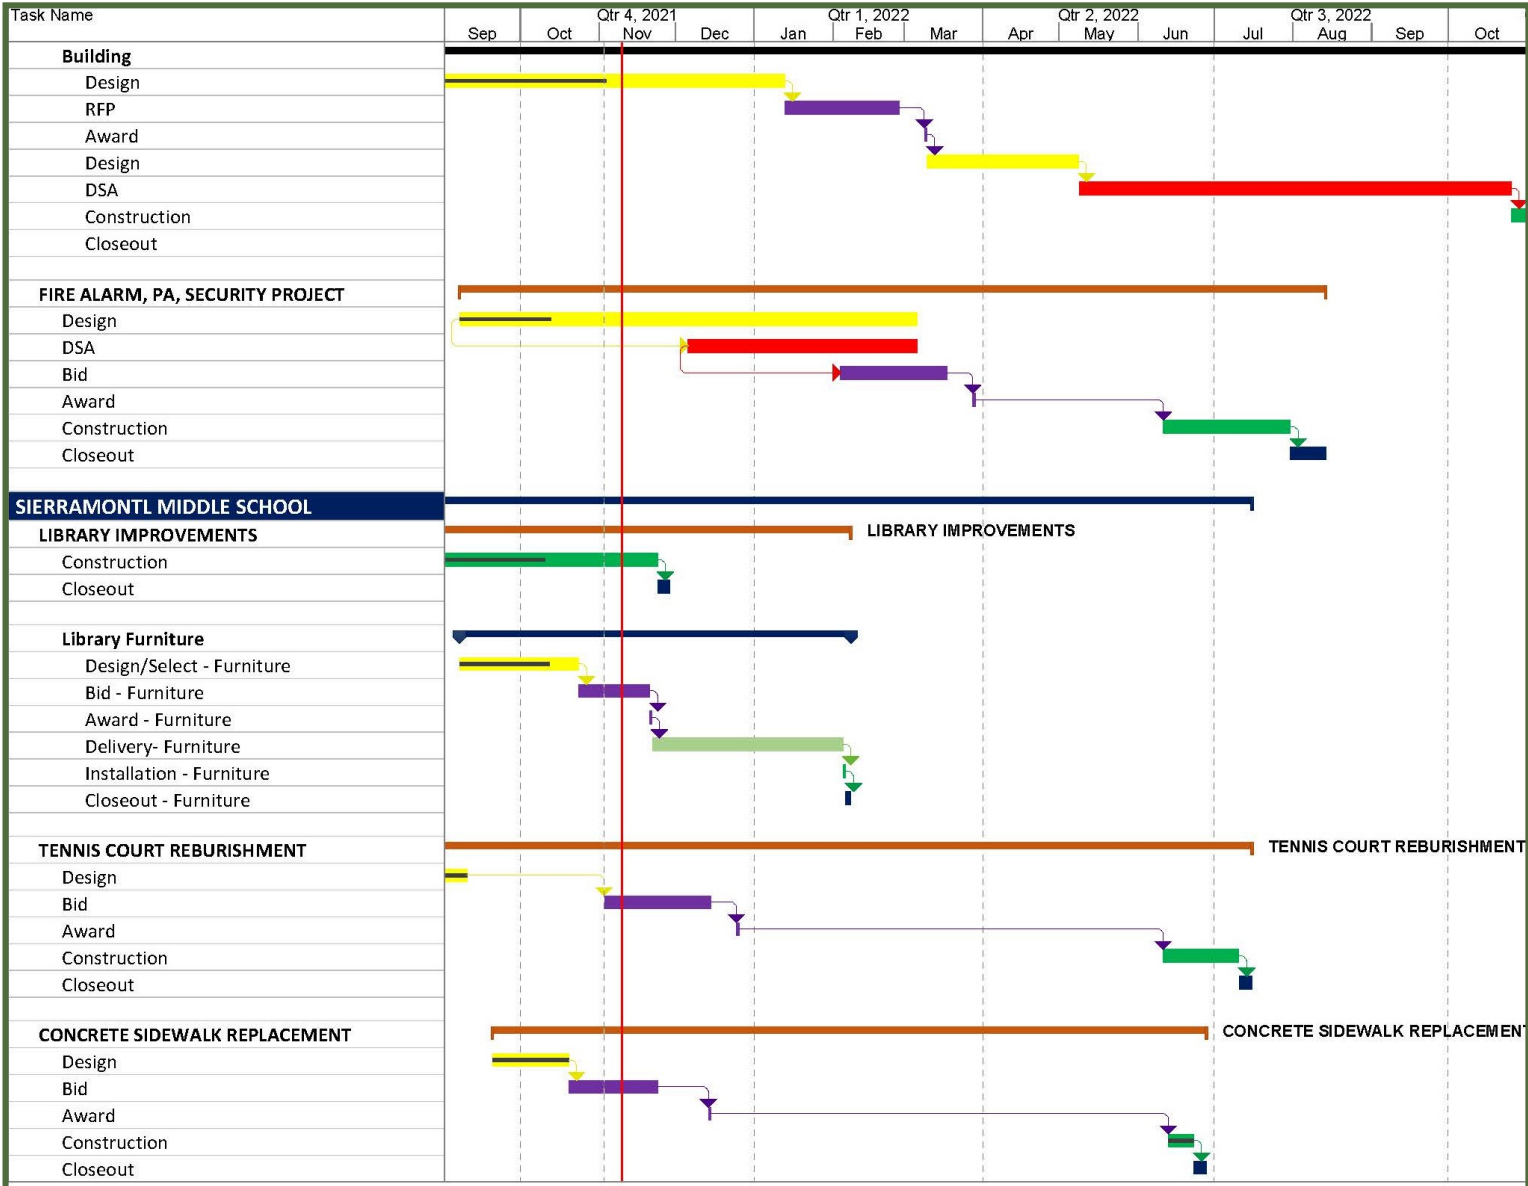 Task Name
Qtr 4, 2021 Qtr 1, 2022 Qtr 2, 2022 Qtr 3, 2022
Sep Oct Nov Dec Jan Feb Mar Apr May Jun Jul Aug Sep Oct
Building
Design
RFP
Award
Design
DSA
Construction
Closeout
FIRE ALARM, PA, SECURITY PROJECT
Design
DSA
Bid
Award
Construction
Closeout
SIERRAMONTL MIDDLE SCHOOL
LIBRARY IMPROVEMENTS LIBRARY IMPROVEMENTS
Construction
Closeout
Library Furniture
Design/Select - Furniture
Bid - Furniture
Award - Furniture
Delivery- Furniture
Installation - Furniture
Closeout - Furniture
TENNIS COURT REBURISHMENT TENNIS COURT REBURISHMENT
Design
Bid
Award
Construction
Closeout
CONCRETE SIDEWALK REPLACEMENT CONCRETE SIDEWALK REPLACEMENT
Design
Bid
Award
Construction
Closeout